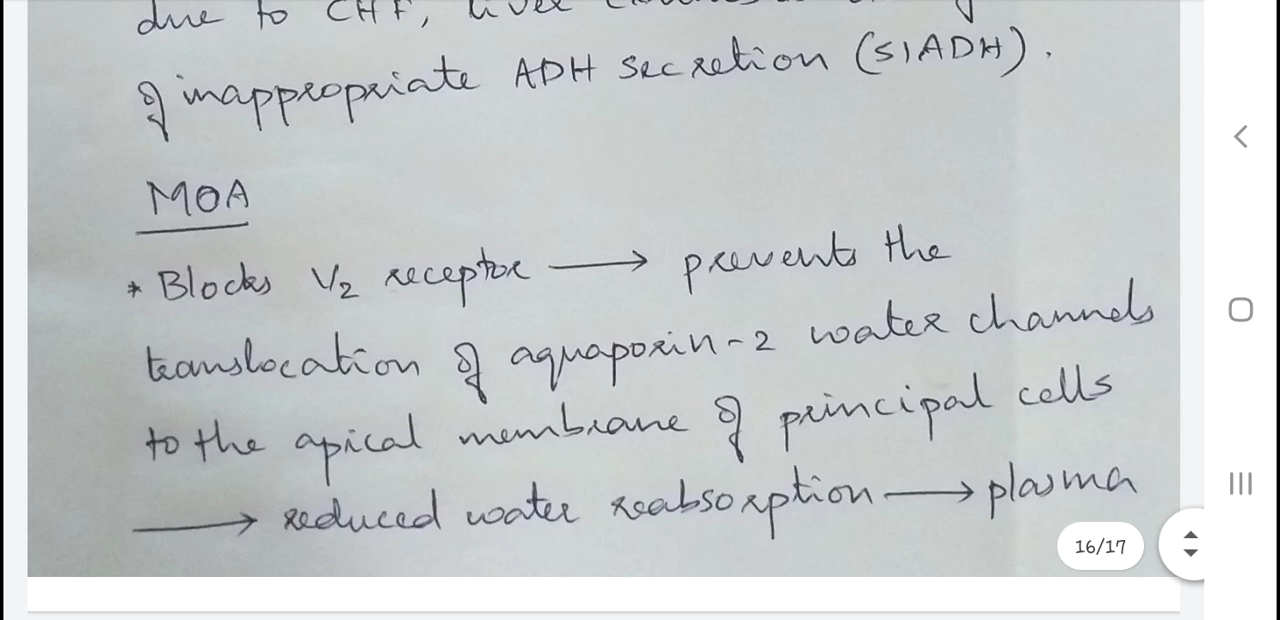 due to CHF, liver
of inappropriate ADH secretion (SIADH).
MOA
* Blocks V2 receptor → prevents the
translocation of aquaporin-2 water channels
to the apical membrane of principal cells
→ reduced water reabsorption → plasma
16/17